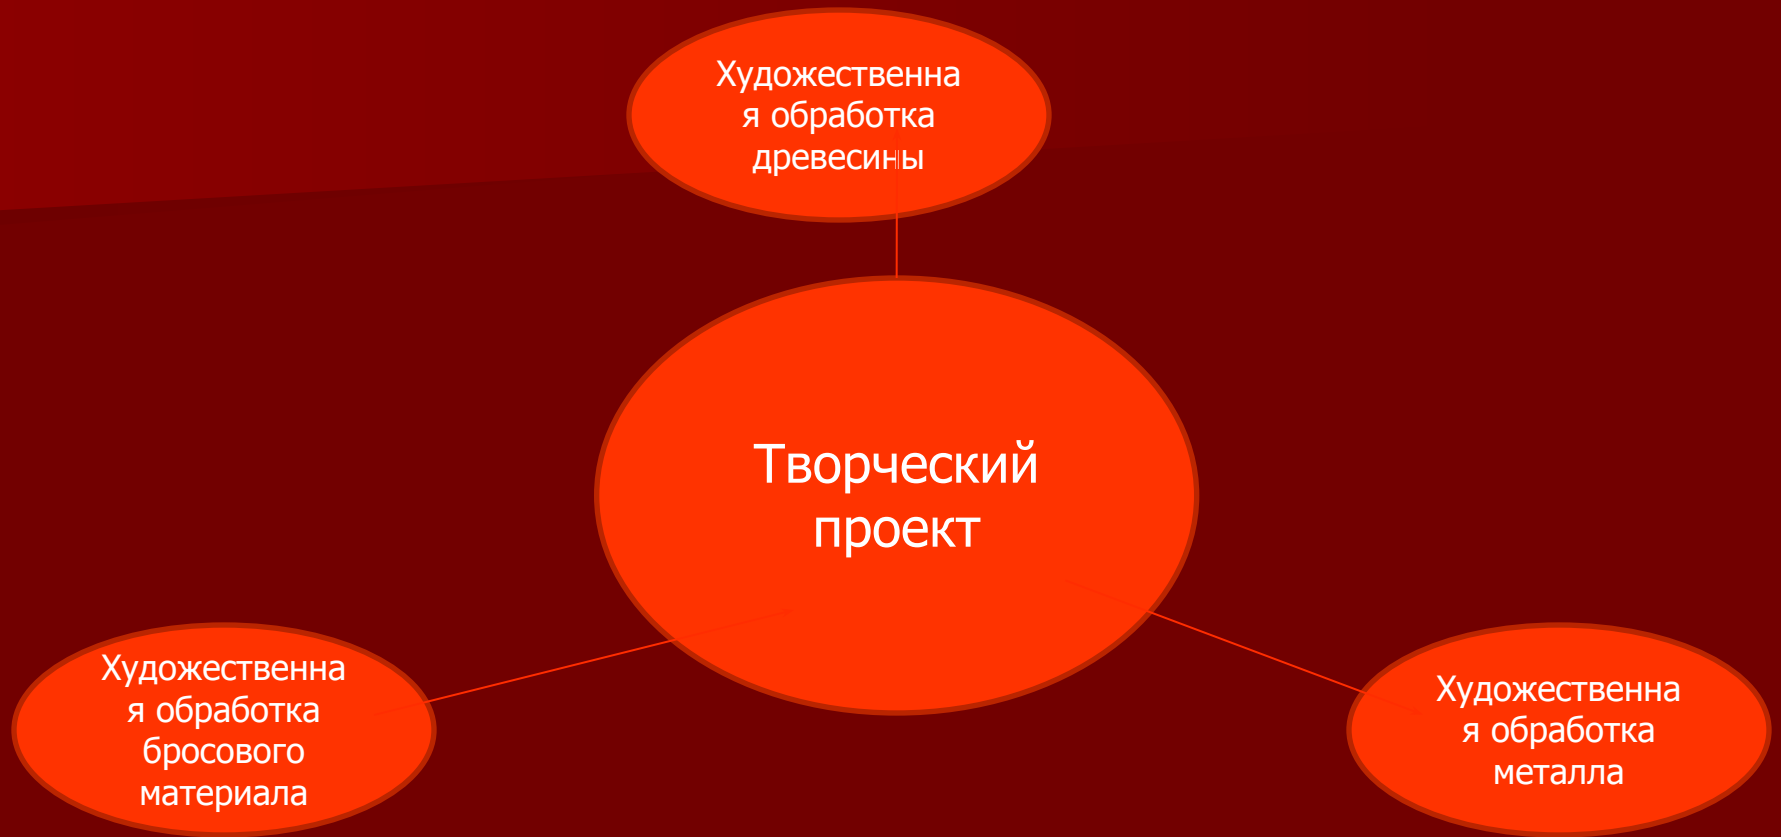 Художественна
я обработка
древесины
Творческий
проект
Художественна
я обработка
бросового
материала
Художественна
я обработка
металла